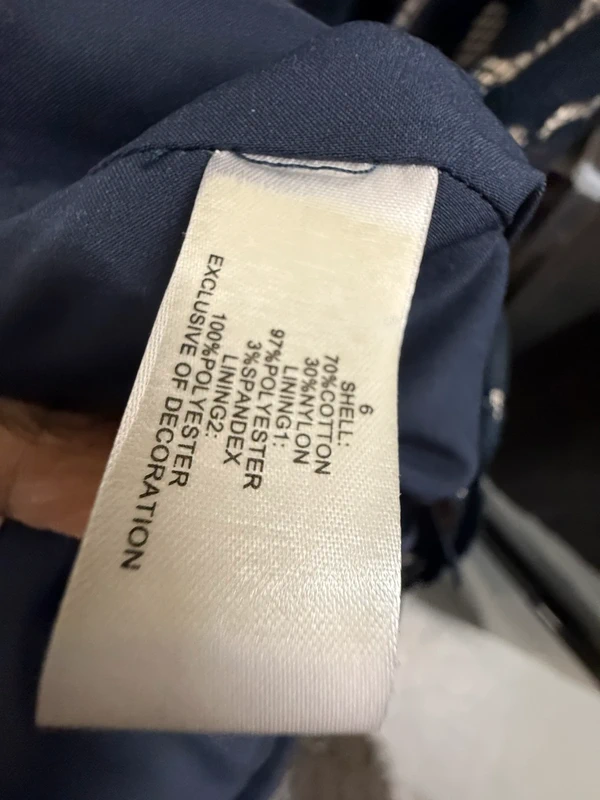 6
SHELL:
70%COTTON
30%NYLON
LINING1:
97%POLYESTER
3%SPANDEX
LINING2:
100%POLYESTER
EXCLUSIVE OF DECORATION